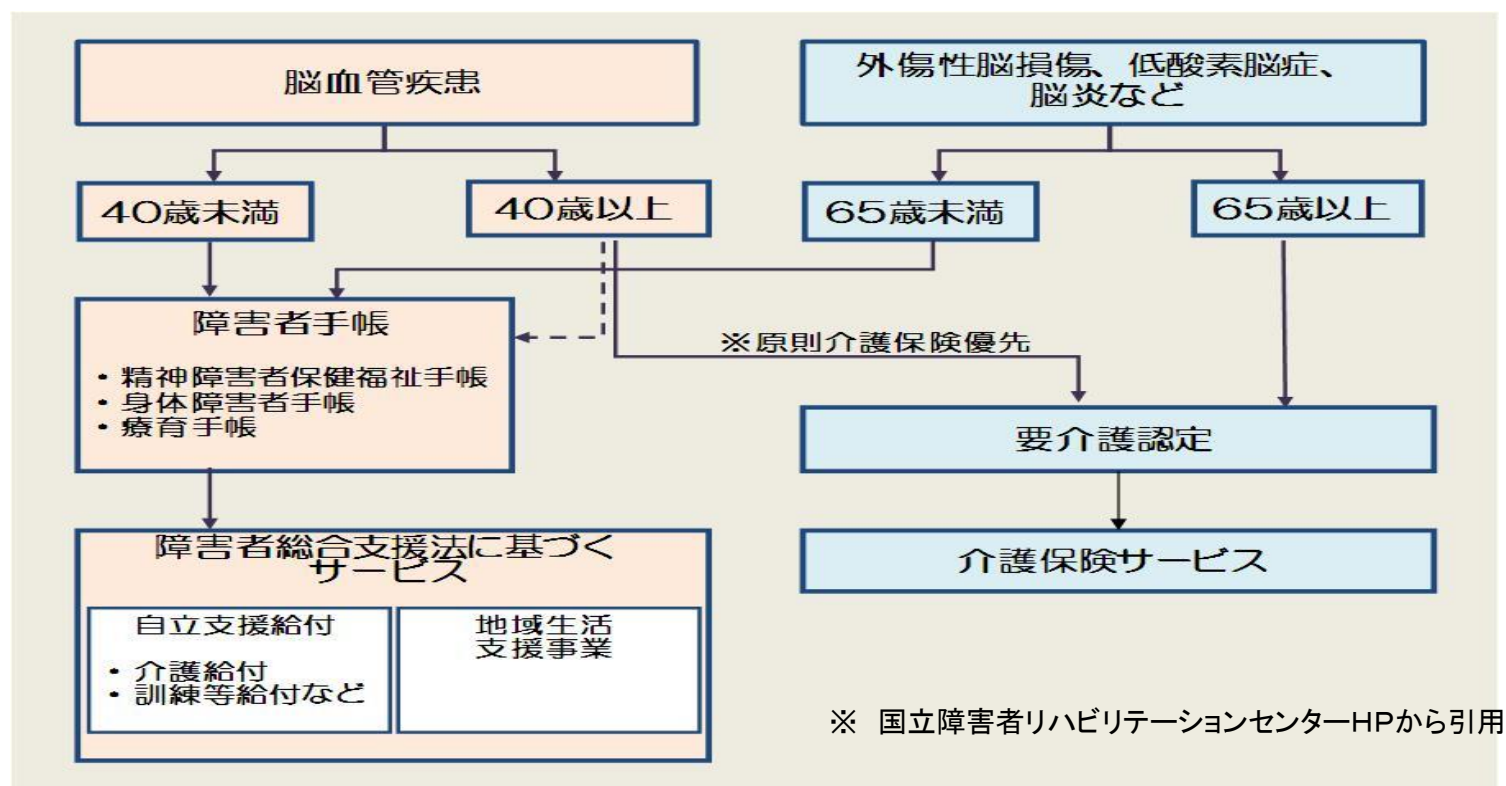 脳血管疾患
外傷性脳損傷、低酸素脳症、
脳炎など
40歳未満
40歳以上
65歳未満
65歳以上
障害者手帳
・精神障害者保健福祉手帳
・身体障害者手帳
・療育手帳
※原則介護保険優先
要介護認定
障害者総合支援法に基づく
サービス
自立支援給付
・介護給付
・訓練等給付など
地域生活
支援事業
介護保険サービス
※ 国立障害者リハビリテーションセンターHPから引用